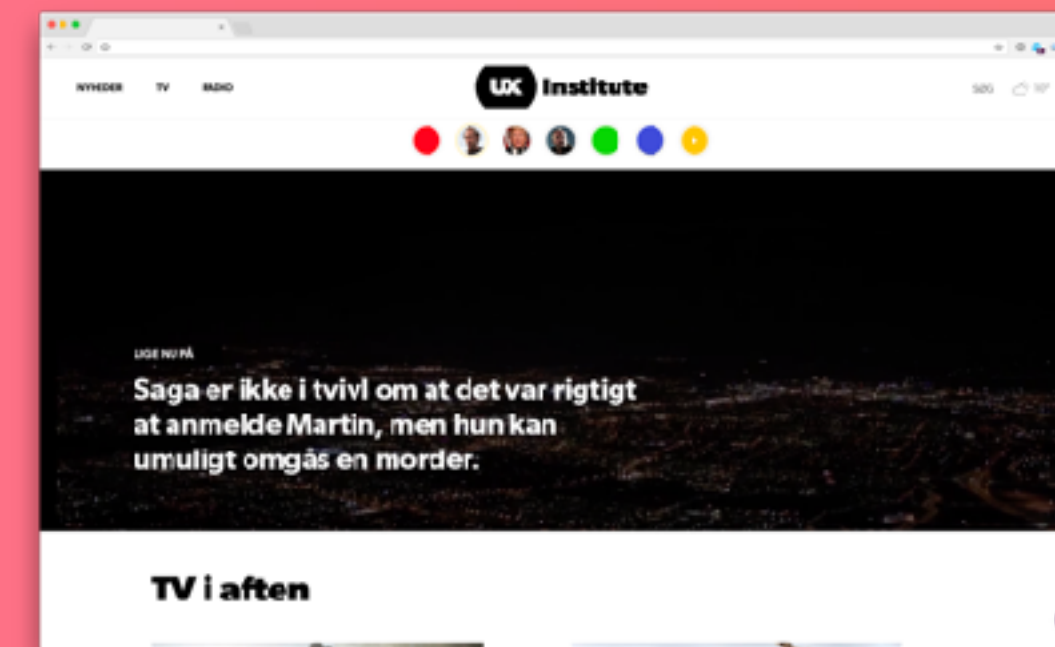 NYHEDER TV RADIO
UX Institute
SØG 10°
LIGE NU PÅ
Saga er ikke i tvivl om at det var rigtigt
at anmelde Martin, men hun kan
umuligt omgås en morder.
TV i aften